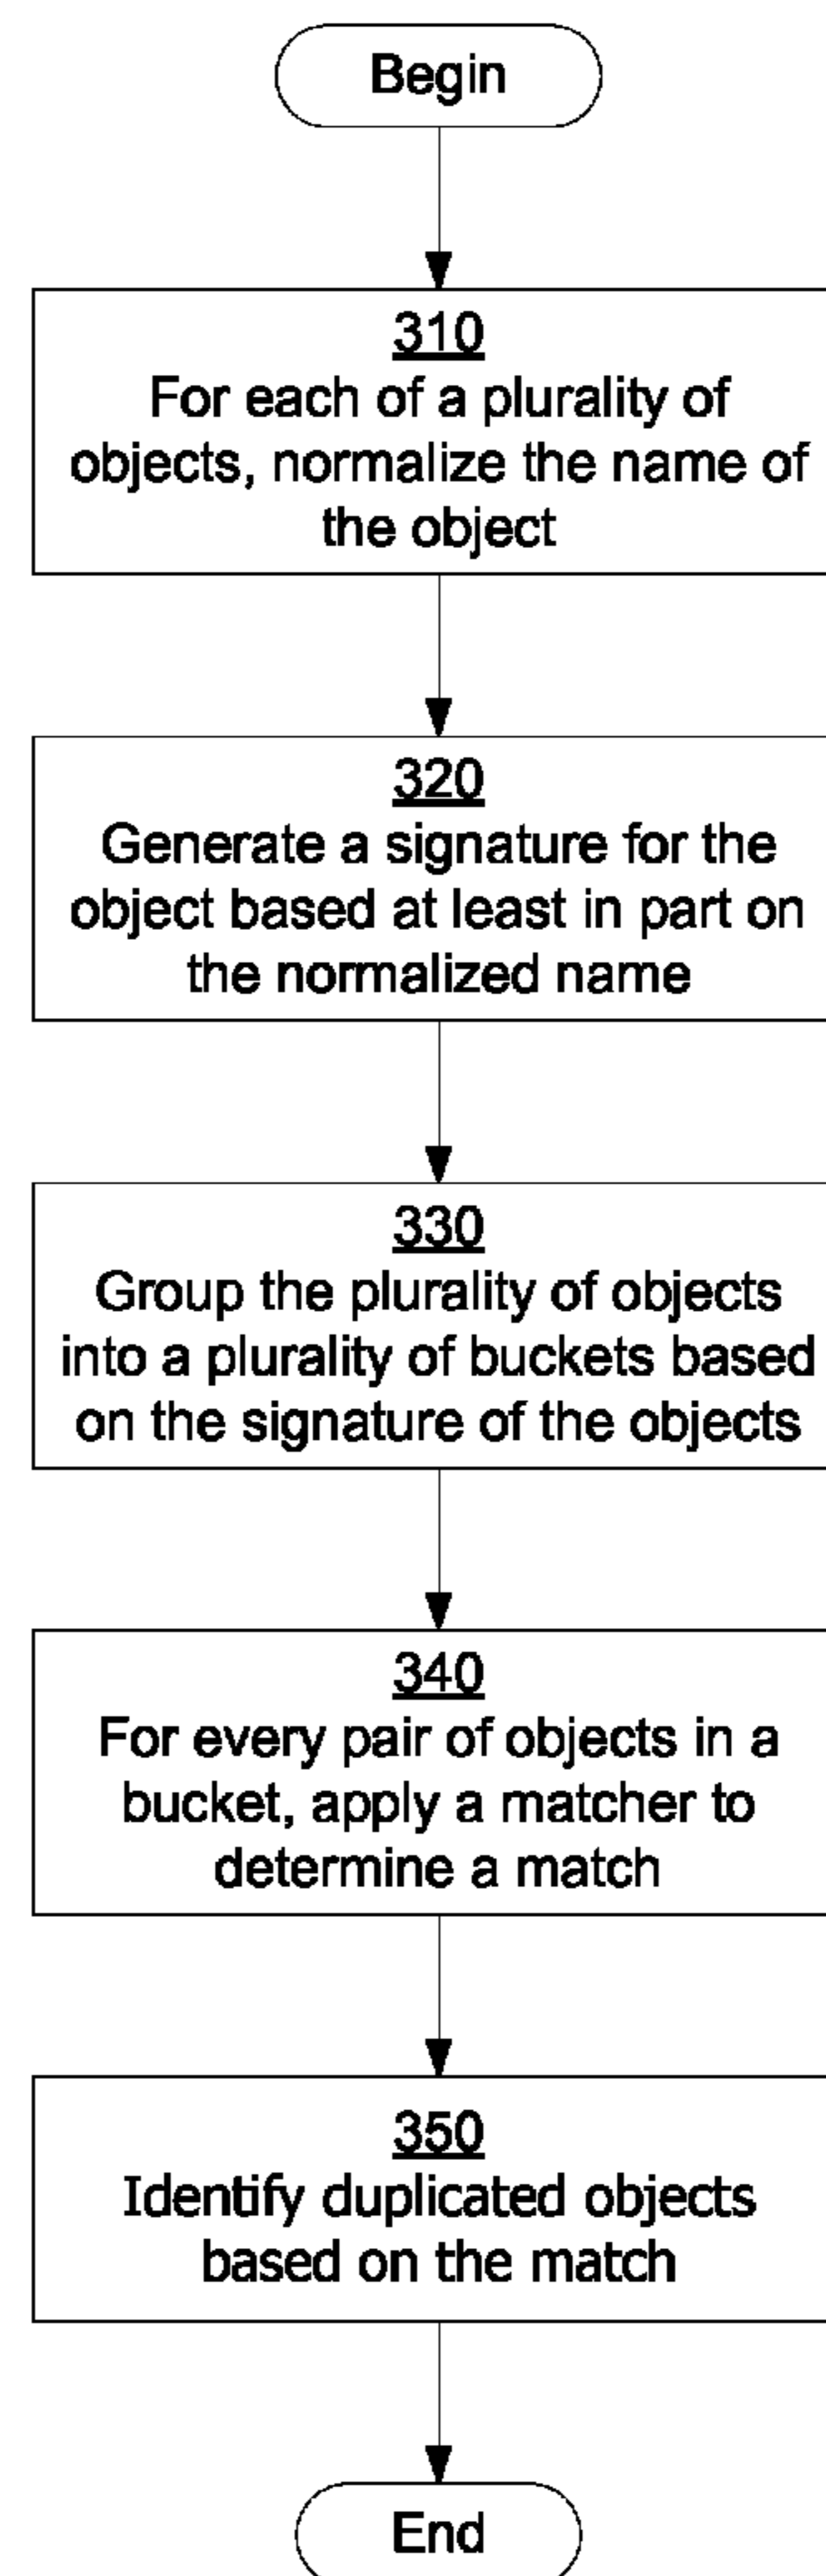 Begin
310
For each of a plurality of
objects, normalize the name of
the object
320
Generate a signature for the
object based at least in part on
the normalized name
330
Group the plurality of objects
into a plurality of buckets based
on the signature of the objects
340
For every pair of objects in a
bucket, apply a matcher to
determine a match
350
Identify duplicated objects
based on the match
End